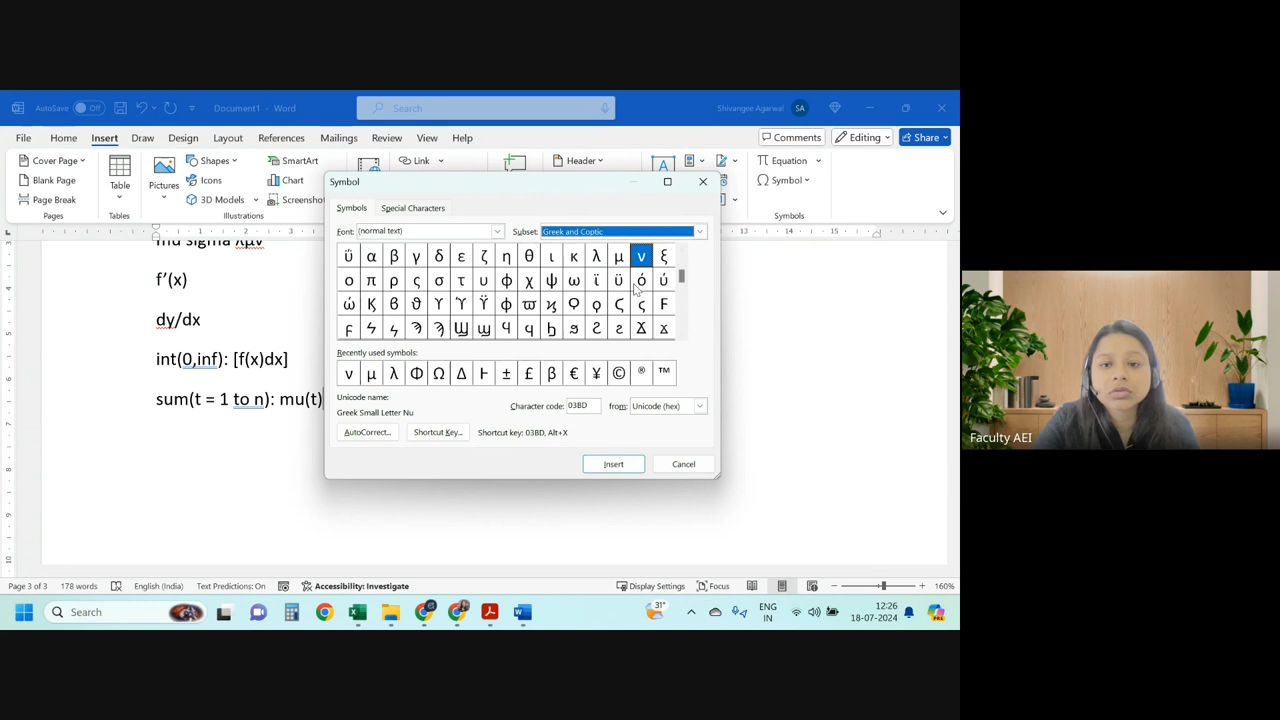 AutoSave Off Document1 - Word Search Shivangee Agarwal SA
File Home Insert Draw Design Layout References Mailings Review View Help Comments Editing Share
Cover Page
Blank Page
Page Break
Pages
Table
Tables
Pictures
Shapes
Icons
3D Models
SmartArt
Chart
Screenshot
Illustrations
Link
Header
Equation
Symbol
Symbols
Symbol
Symbols Special Characters
Font: (normal text) Subset: Greek and Coptic
ΰ α β γ δ ε ζ η θ ι κ λ μ ν ξ
ο π ρ ς σ τ υ φ χ ψ ω ϊ ϋ ό ύ
Recently used symbols:
ν μ λ Φ Ω Δ ± £ β € ¥ © ® ™
Unicode name:
Greek Small Letter Nu
Character code: 03BD from: Unicode (hex)
AutoCorrect... Shortcut Key... Shortcut key: 03BD, Alt+X
Insert Cancel
mu sigma λμν
f’(x)
dy/dx
int(0,inf): [f(x)dx]
sum(t = 1 to n): mu(t)
Page 3 of 3 178 words English (India) Text Predictions: On Accessibility: Investigate Display Settings Focus 160%
Search 31° ENG IN 12:26 18-07-2024
Faculty AEI